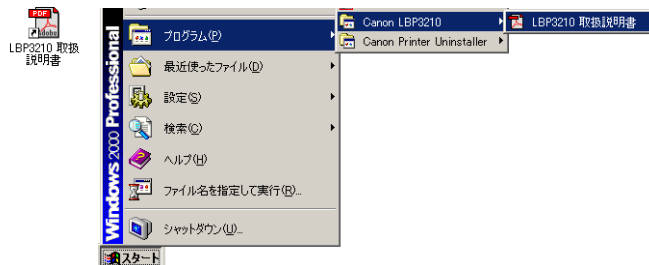 PDF
Adobe
LBP3210 取扱
説明書
Windows 2000 Professional
プログラム(P)
Canon LBP3210
LBP3210 取扱説明書
Canon Printer Uninstaller
最近使ったファイル(D)
設定(S)
検索(C)
ヘルプ(H)
ファイル名を指定して実行(R)...
シャットダウン(U)...
スタート